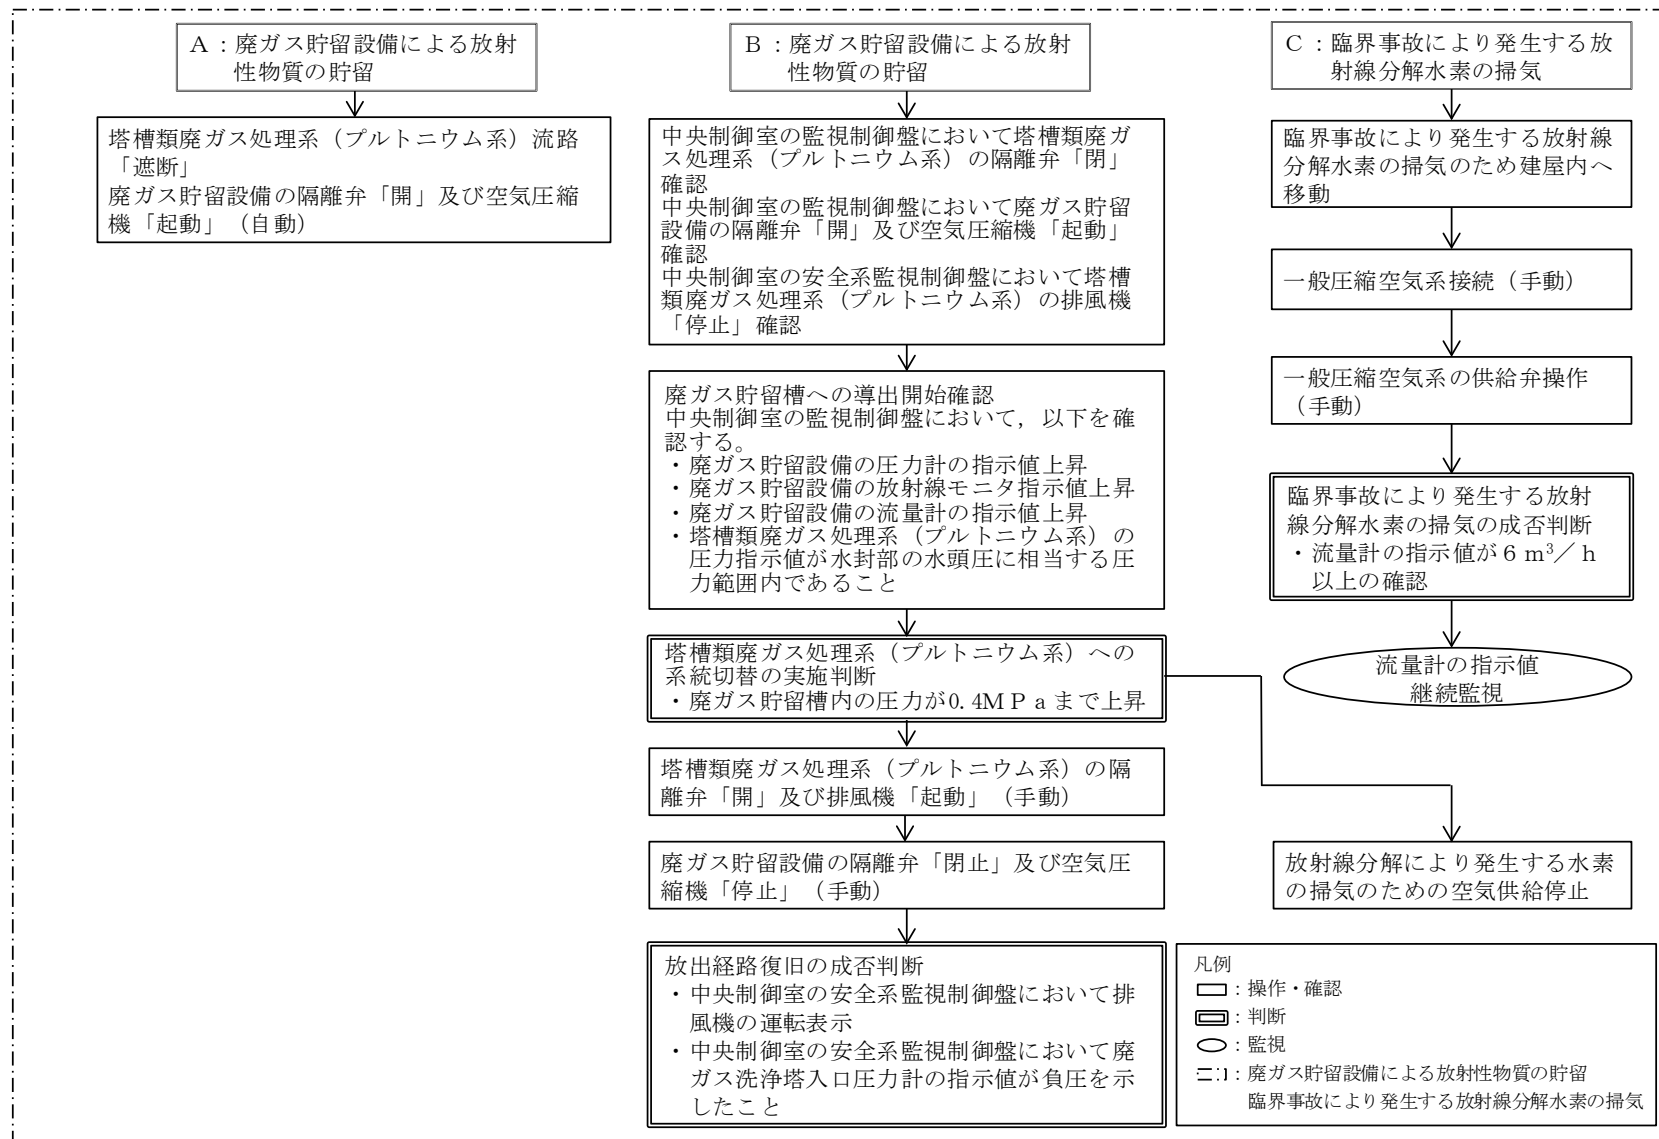 A：廃ガス貯留設備による放射
性物質の貯留
塔槽類廃ガス処理系（プルトニウム系）流路
「遮断」
廃ガス貯留設備の隔離弁「開」及び空気圧縮
機「起動」（自動）
B：廃ガス貯留設備による放射
性物質の貯留
中央制御室の監視制御盤において塔槽類廃ガ
ス処理系（プルトニウム系）の隔離弁「閉」
確認
中央制御室の監視制御盤において廃ガス貯留
設備の隔離弁「開」及び空気圧縮機「起動」
確認
中央制御室の安全系監視制御盤において塔槽
類廃ガス処理系（プルトニウム系）の排風機
「停止」確認
廃ガス貯留槽への導出開始確認
中央制御室の監視制御盤において，以下を確
認する。
・廃ガス貯留設備の圧力計の指示値上昇
・廃ガス貯留設備の放射線モニタ指示値上昇
・廃ガス貯留設備の流量計の指示値上昇
・塔槽類廃ガス処理系（プルトニウム系）の
圧力指示値が水封部の水頭圧に相当する圧
力範囲内であること
塔槽類廃ガス処理系（プルトニウム系）への
系統切替の実施判断
・廃ガス貯留槽内の圧力が0.4MPaまで上昇
塔槽類廃ガス処理系（プルトニウム系）の隔
離弁「開」及び排風機「起動」（手動）
廃ガス貯留設備の隔離弁「閉止」及び空気圧
縮機「停止」（手動）
放出経路復旧の成否判断
・中央制御室の安全系監視制御盤において排
風機の運転表示
・中央制御室の安全系監視制御盤において廃
ガス洗浄塔入口圧力計の指示値が負圧を示
したこと
C：臨界事故により発生する放
射線分解水素の掃気
臨界事故により発生する放射線
分解水素の掃気のため建屋内へ
移動
一般圧縮空気系接続（手動）
一般圧縮空気系の供給弁操作
（手動）
臨界事故により発生する放射
線分解水素の掃気の成否判断
・流量計の指示値が６m³／h
以上の確認
流量計の指示値
継続監視
放射線分解により発生する水素
の掃気のための空気供給停止
凡例
：操作・確認
：判断
：監視
：廃ガス貯留設備による放射性物質の貯留
臨界事故により発生する放射線分解水素の掃気